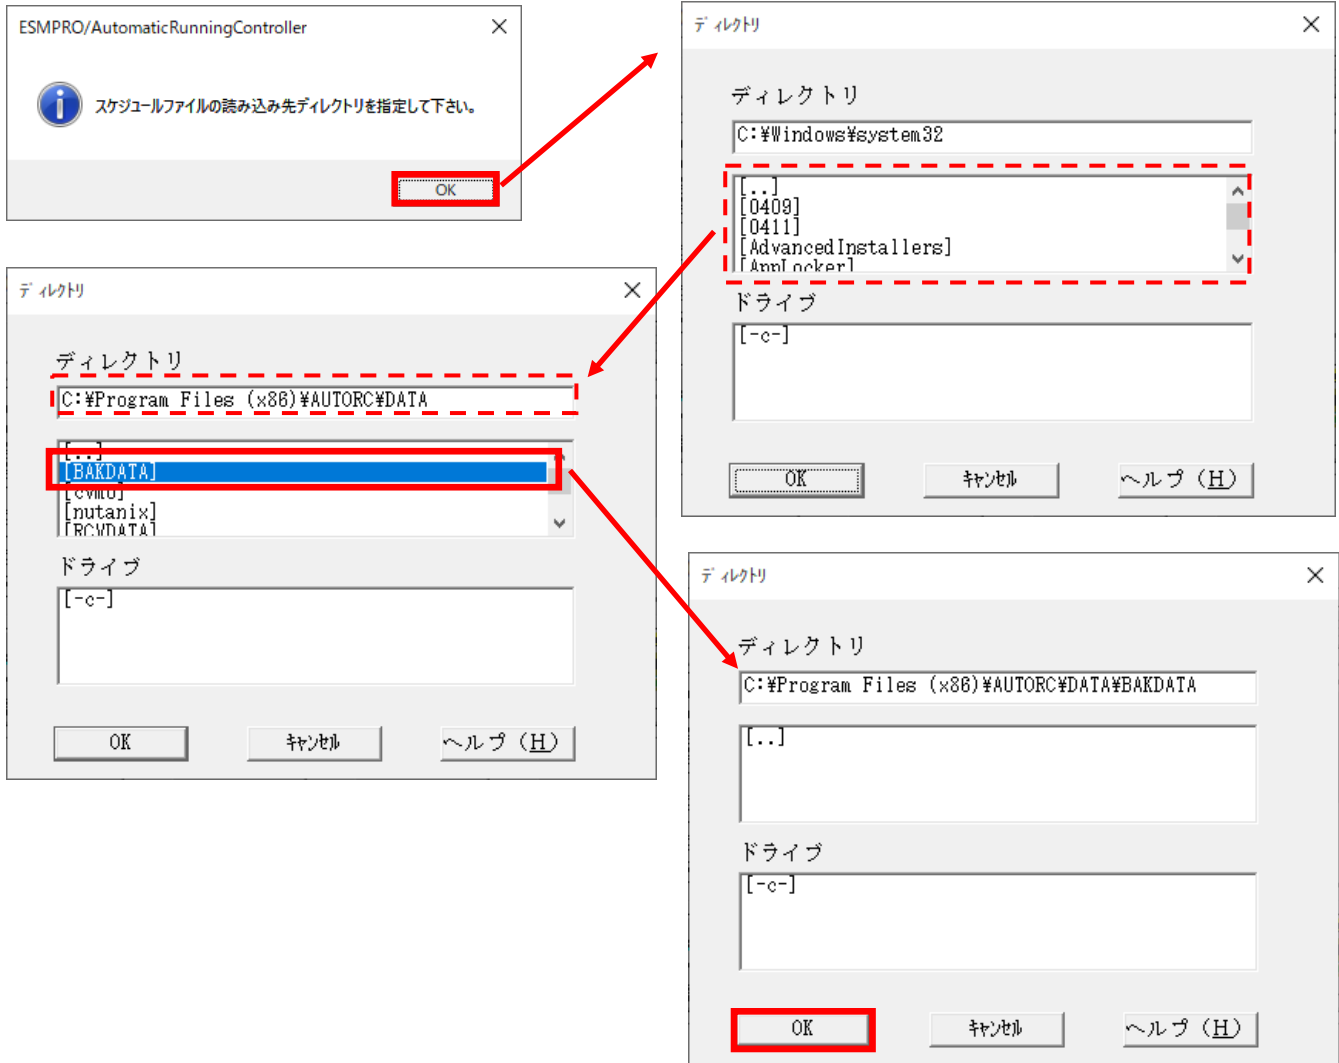 ESMPRO/AutomaticRunningController
スケジュールファイルの読み込み先ディレクトリを指定して下さい。
OK
ディレクトリ
ディレクトリ
C:¥Windows¥system32
[..]
[0409]
[0411]
[AdvancedInstallers]
[AppLocker]
ドライブ
[-c-]
OK
キャンセル
ヘルプ(H)
ディレクトリ
ディレクトリ
C:¥Program Files (x86)¥AUTORC¥DATA
[..]
[BAKDATA]
[cvmo]
[nutanix]
[RCWDATA]
ドライブ
[-c-]
OK
キャンセル
ヘルプ(H)
ディレクトリ
ディレクトリ
C:¥Program Files (x86)¥AUTORC¥DATA¥BAKDATA
[..]
ドライブ
[-c-]
OK
キャンセル
ヘルプ(H)